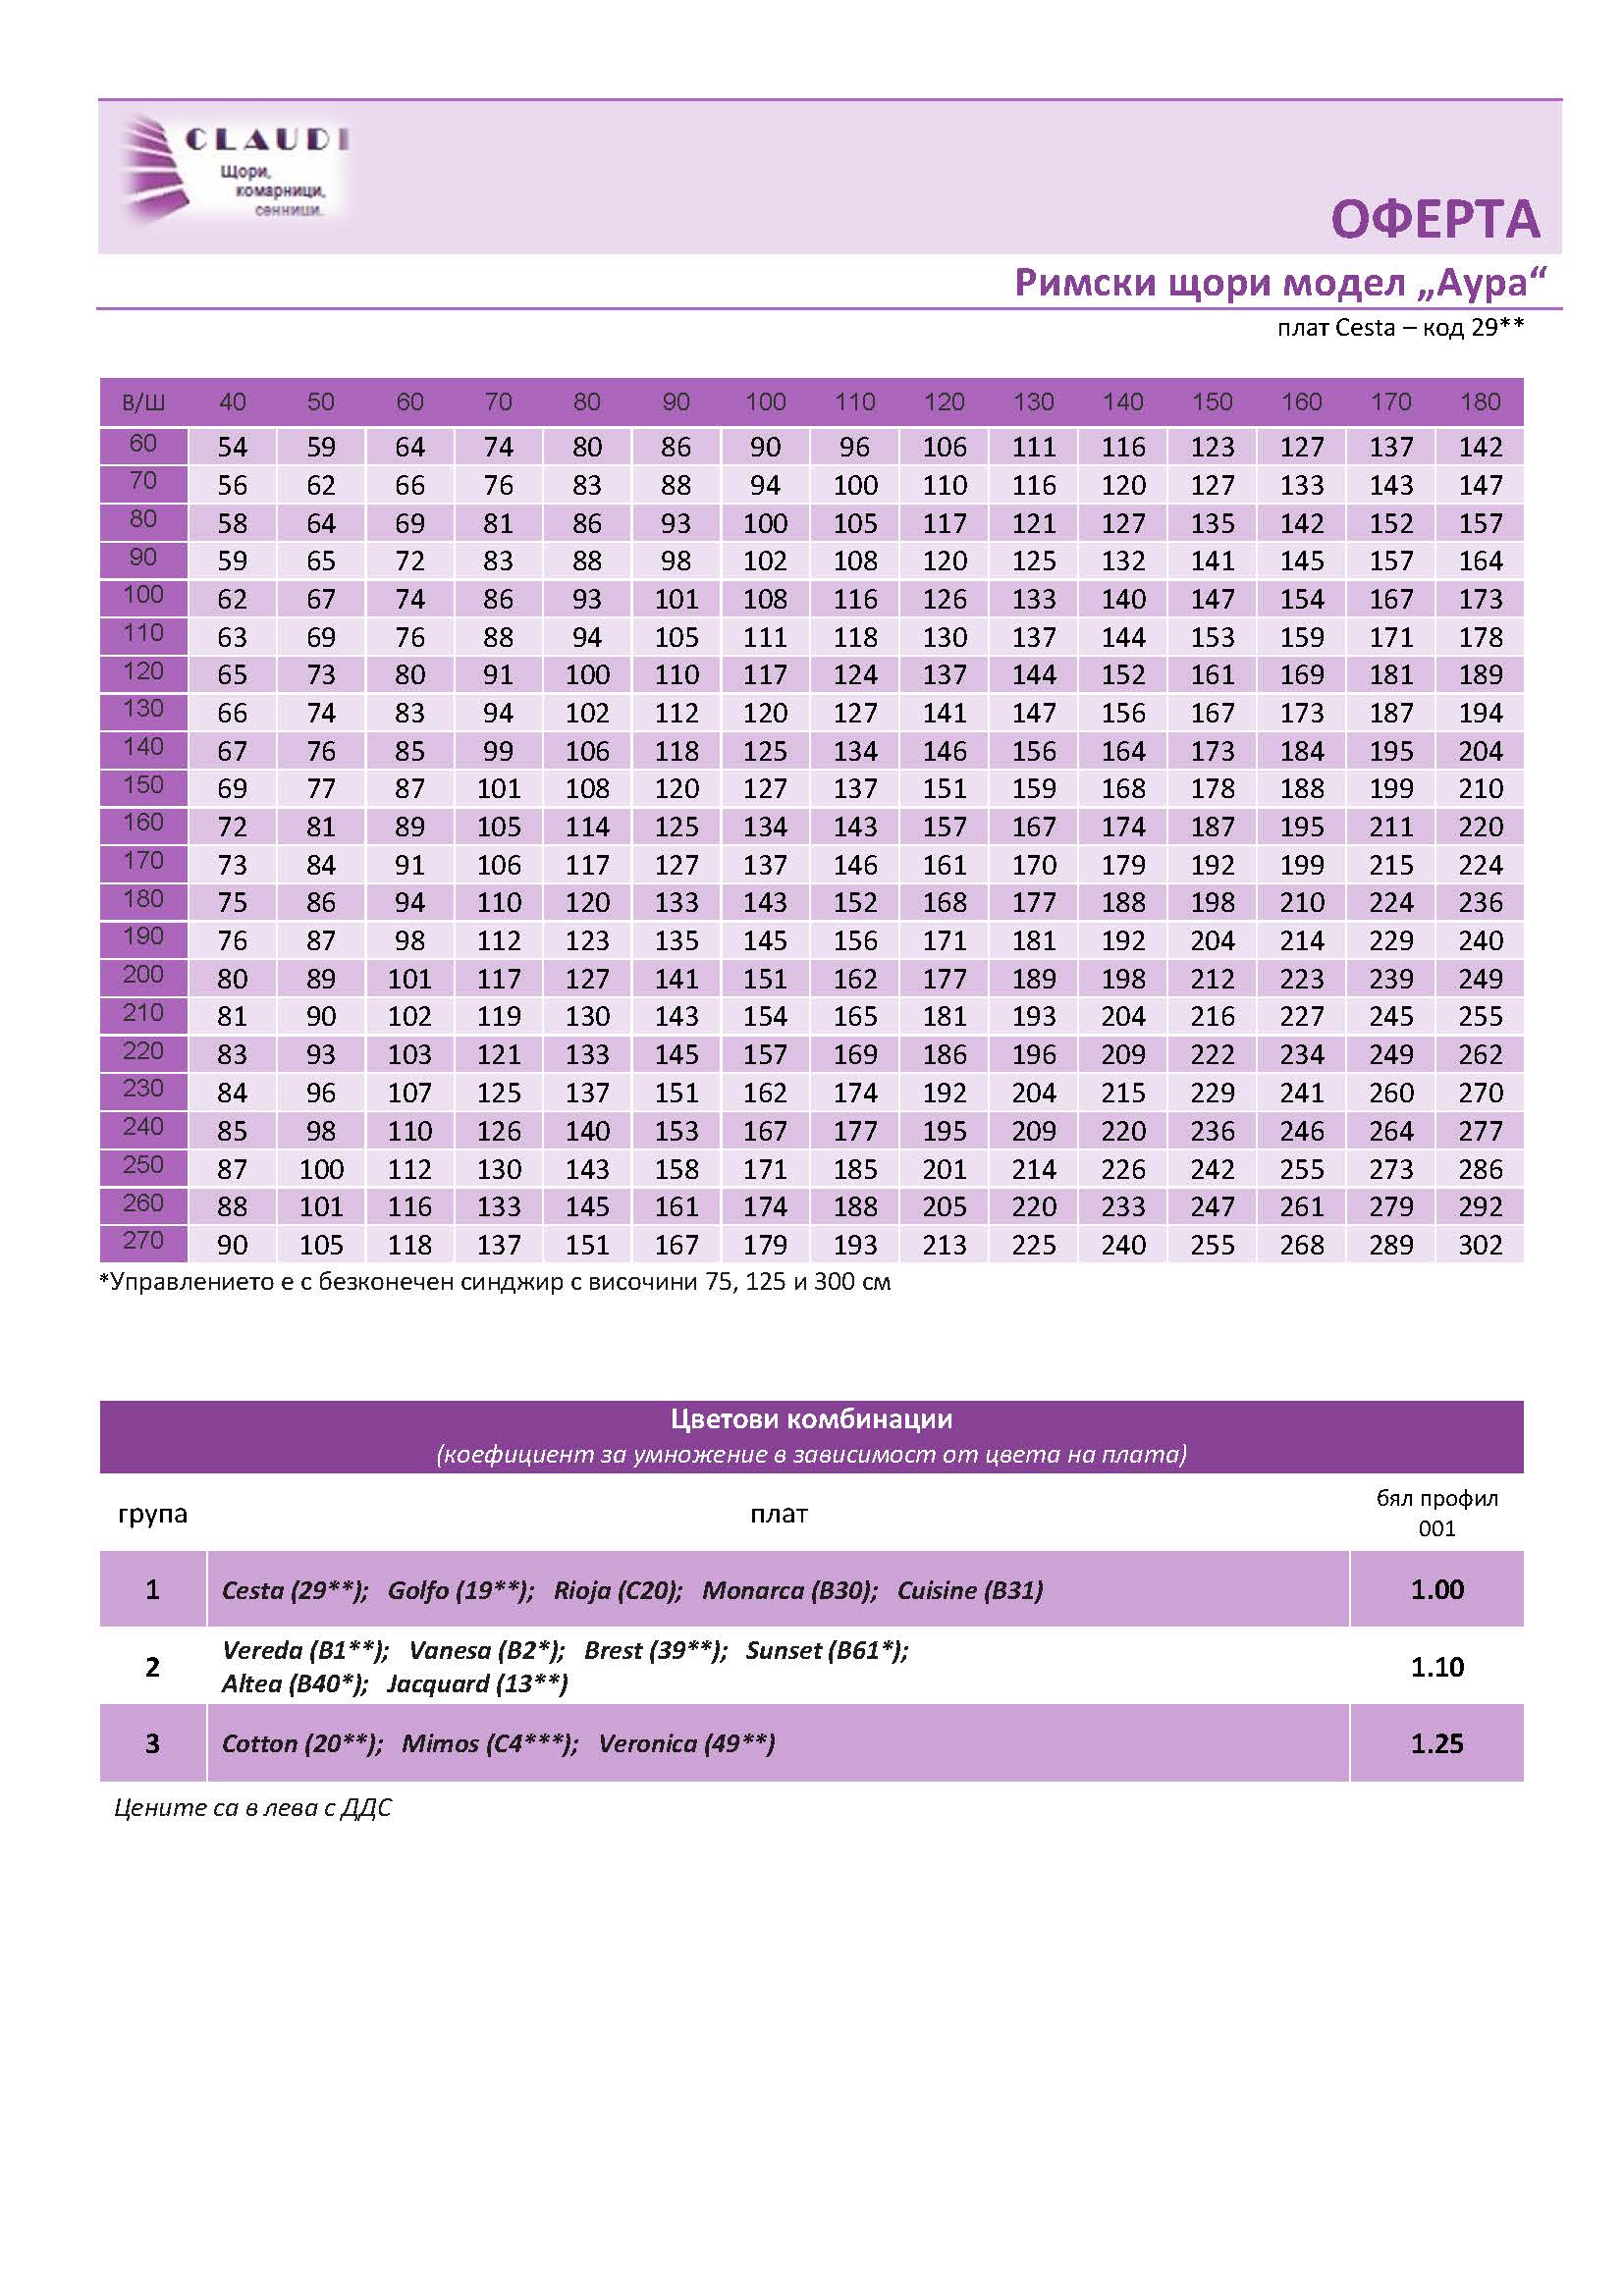 CLAUDI
Щори,
комарници,
сенници.
ОФЕРТА
Римски щори модел „Аура“
плат Cesta – код 29**
В/Ш 40 50 60 70 80 90 100 110 120 130 140 150 160 170 180
60 54 59 64 74 80 86 90 96 106 111 116 123 127 137 142
70 56 62 66 76 83 88 94 100 110 116 120 127 133 143 147
80 58 64 69 81 86 93 100 105 117 121 127 135 142 152 157
90 59 65 72 83 88 98 102 108 120 125 132 141 145 157 164
100 62 67 74 86 93 101 108 116 126 133 140 147 154 167 173
110 63 69 76 88 94 105 111 118 130 137 144 153 159 171 178
120 65 73 80 91 100 110 117 124 137 144 152 161 169 181 189
130 66 74 83 94 102 112 120 127 141 147 156 167 173 187 194
140 67 76 85 99 106 118 125 134 146 156 164 173 184 195 204
150 69 77 87 101 108 120 127 137 151 159 168 178 188 199 210
160 72 81 89 105 114 125 134 143 157 167 174 187 195 211 220
170 73 84 91 106 117 127 137 146 161 170 179 192 199 215 224
180 75 86 94 110 120 133 143 152 168 177 188 198 210 224 236
190 76 87 98 112 123 135 145 156 171 181 192 204 214 229 240
200 80 89 101 117 127 141 151 162 177 189 198 212 223 239 249
210 81 90 102 119 130 143 154 165 181 193 204 216 227 245 255
220 83 93 103 121 133 145 157 169 186 196 209 222 234 249 262
230 84 96 107 125 137 151 162 174 192 204 215 229 241 260 270
240 85 98 110 126 140 153 167 177 195 209 220 236 246 264 277
250 87 100 112 130 143 158 171 185 201 214 226 242 255 273 286
260 88 101 116 133 145 161 174 188 205 220 233 247 261 279 292
270 90 105 118 137 151 167 179 193 213 225 240 255 268 289 302
*Управлението е с безконечен синджир с височини 75, 125 и 300 см
Цветови комбинации
(коефициент за умножение в зависимост от цвета на плата)
група плат бял профил
001
1 Cesta (29**); Golfo (19**); Rioja (C20); Monarca (B30); Cuisine (B31) 1.00
2 Vereda (B1**); Vanesa (B2*); Brest (39**); Sunset (B61*); 1.10
Altea (B40*); Jacquard (13**)
3 Cotton (20**); Mimos (C4***); Veronica (49**) 1.25
Цените са в лева с ДДС